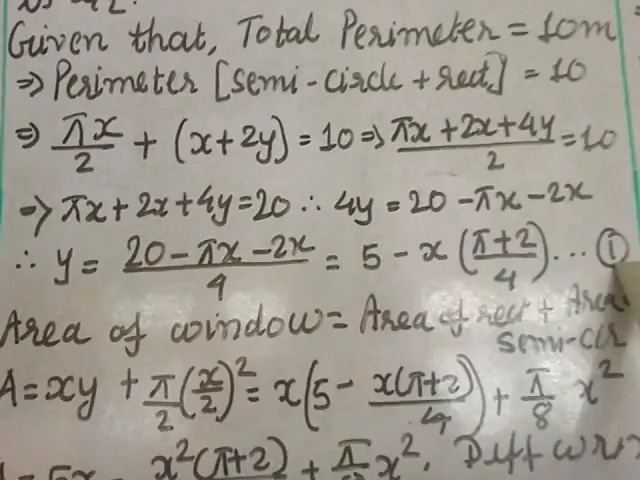 Given that, Total Perimeter = 10m
⇒ Perimeter [semi-circle + rect] = 10
⇒ πx/2 + (x+2y) = 10 ⇒ (πx+2x+4y)/2 = 10
⇒ πx+2x+4y=20 ∴ 4y = 20 -πx-2x
∴ y = (20-πx-2x)/4 = 5 - x((π+2)/4) ... ①
Area of window = Area of rect + Area
semi-cir
A = xy + π/2 (x/2)² = x(5 - x(π+2)/4) + π/8 x²
= 5x - x²(π+2) + π x². Diff w